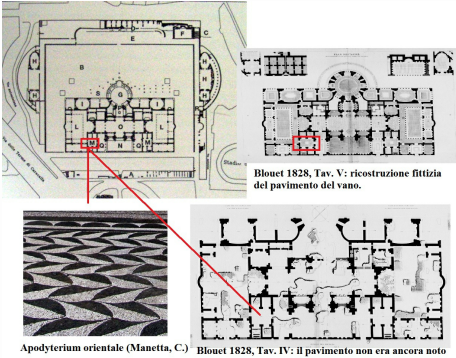 E
F
C
H
H
B
H
H
S
G
H
H
I
I
L
O
L
M
Q
N
Q
M
A
Blouet 1828, Tav. V: ricostruzione fittizia
del pavimento del vano.
Apodyterium orientale (Manetta, C.)
Blouet 1828, Tav. IV: il pavimento non era ancora noto